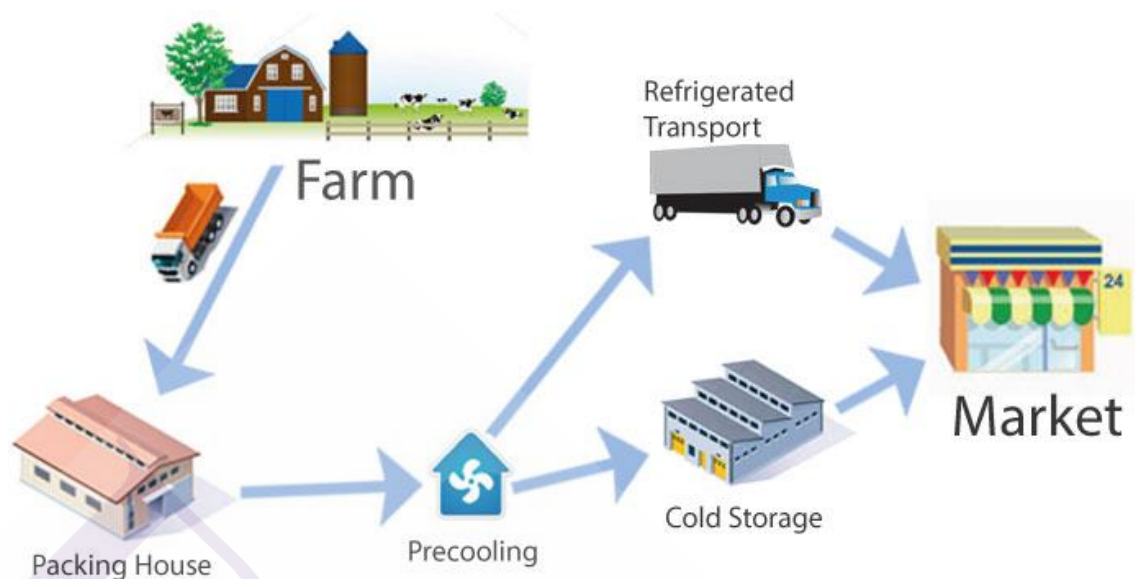 Farm
Refrigerated
Transport
24
Market
Cold Storage
Precooling
Packing House